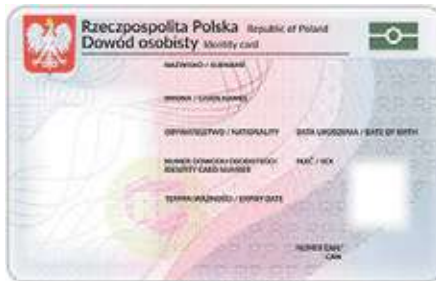 Rzeczpospolita Polska Republic of Poland
Dowód osobisty Identity card
NAZWISKO / SURNAME
IMIONA / GIVEN NAMES
OBYWATELSTWO / NATIONALITY DATA URODZENIA / DATE OF BIRTH
NUMER DOWODU OSOBISTEGO PŁEĆ / SEX
IDENTITY CARD NUMBER
TERMIN WAŻNOŚCI / EXPIRY DATE
NUMER CAN/
CAN